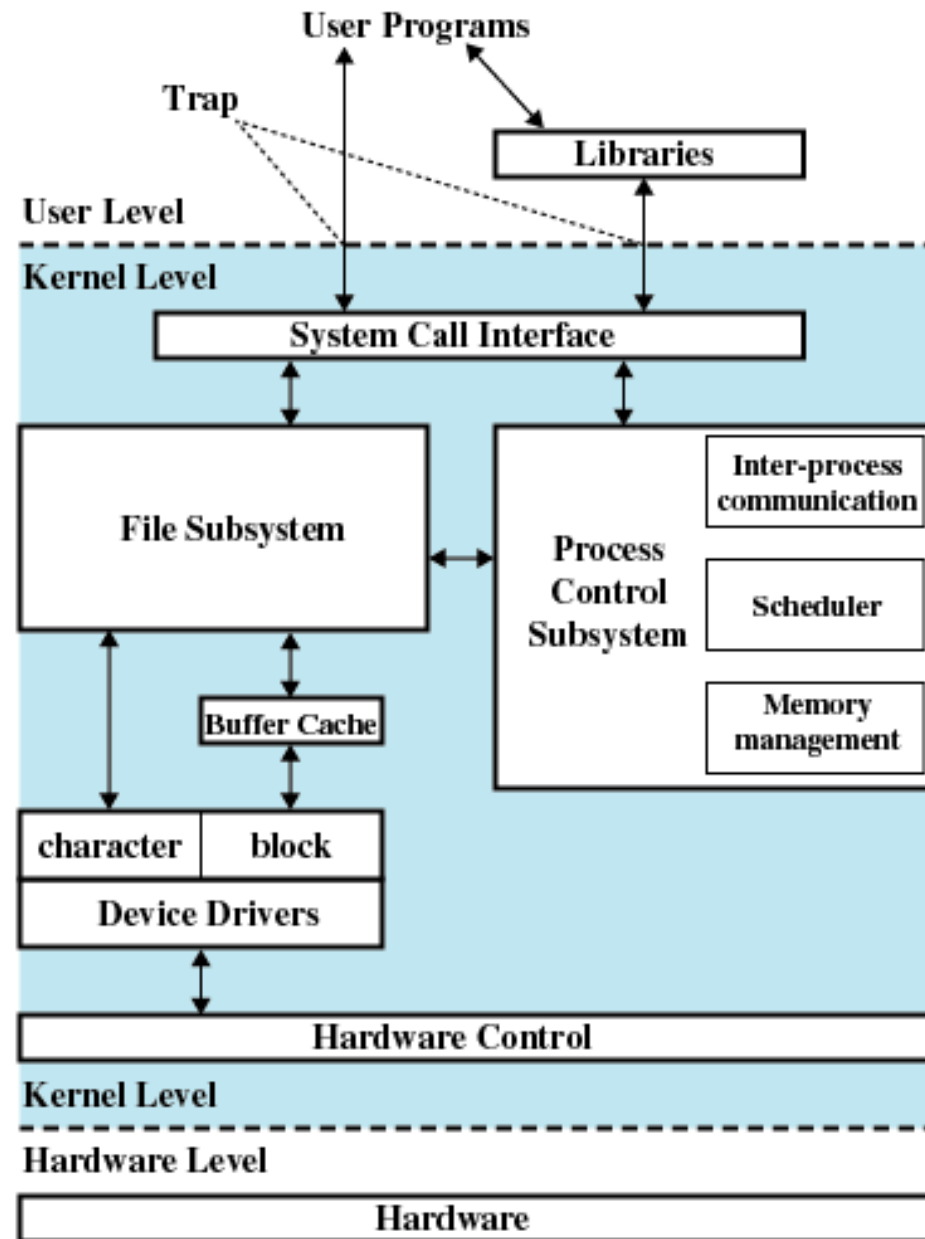 User Programs
Trap
Libraries
User Level
Kernel Level
System Call Interface
File Subsystem
Process
Control
Subsystem
Inter-process
communication
Scheduler
Memory
management
Buffer Cache
character
block
Device Drivers
Hardware Control
Kernel Level
Hardware Level
Hardware